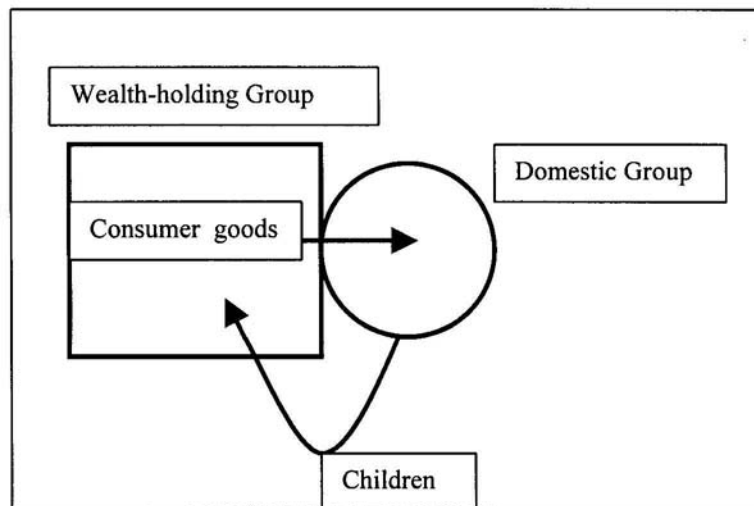 Wealth-holding Group
Domestic Group
Consumer goods
Children